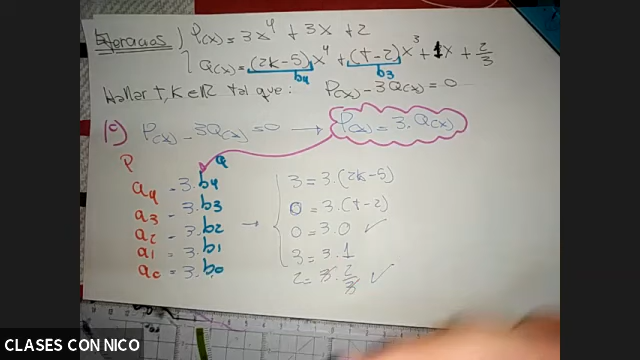 Ejercicios) P(x) = 3x⁴ + 3x + 2
Q(x) = (2k-5)x⁴ + (t-2)x³ + 1x + 2/3
b4 b3
Hallar t, k ∈ ℝ tal que: P(x) - 3Q(x) = 0
P(x) - 3Q(x) = 0 → P(x) = 3.Q(x)
P Q
a4 = 3.b4 3 = 3.(2k-5)
a3 = 3.b3 0 = 3.(t-2)
a2 = 3.b2 → 0 = 3.0 ✓
a1 = 3.b1 3 = 3.1
a0 = 3.b0 2 = 3.2/3 ✓
CLASES CON NICO